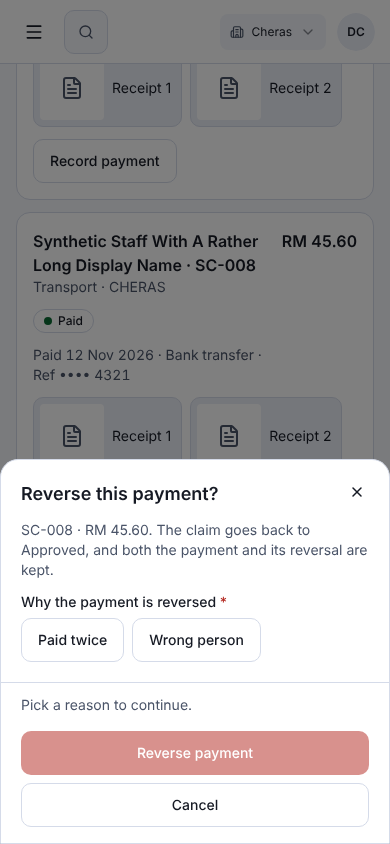 Cheras
DC
Receipt 1
Receipt 2
Record payment
Synthetic Staff With A Rather
Long Display Name · SC-008
RM 45.60
Transport · CHERAS
Paid
Paid 12 Nov 2026 · Bank transfer ·
Ref •••• 4321
Receipt 1
Receipt 2
Reverse this payment?
SC-008 · RM 45.60. The claim goes back to
Approved, and both the payment and its reversal are
kept.
Why the payment is reversed *
Paid twice
Wrong person
Pick a reason to continue.
Reverse payment
Cancel